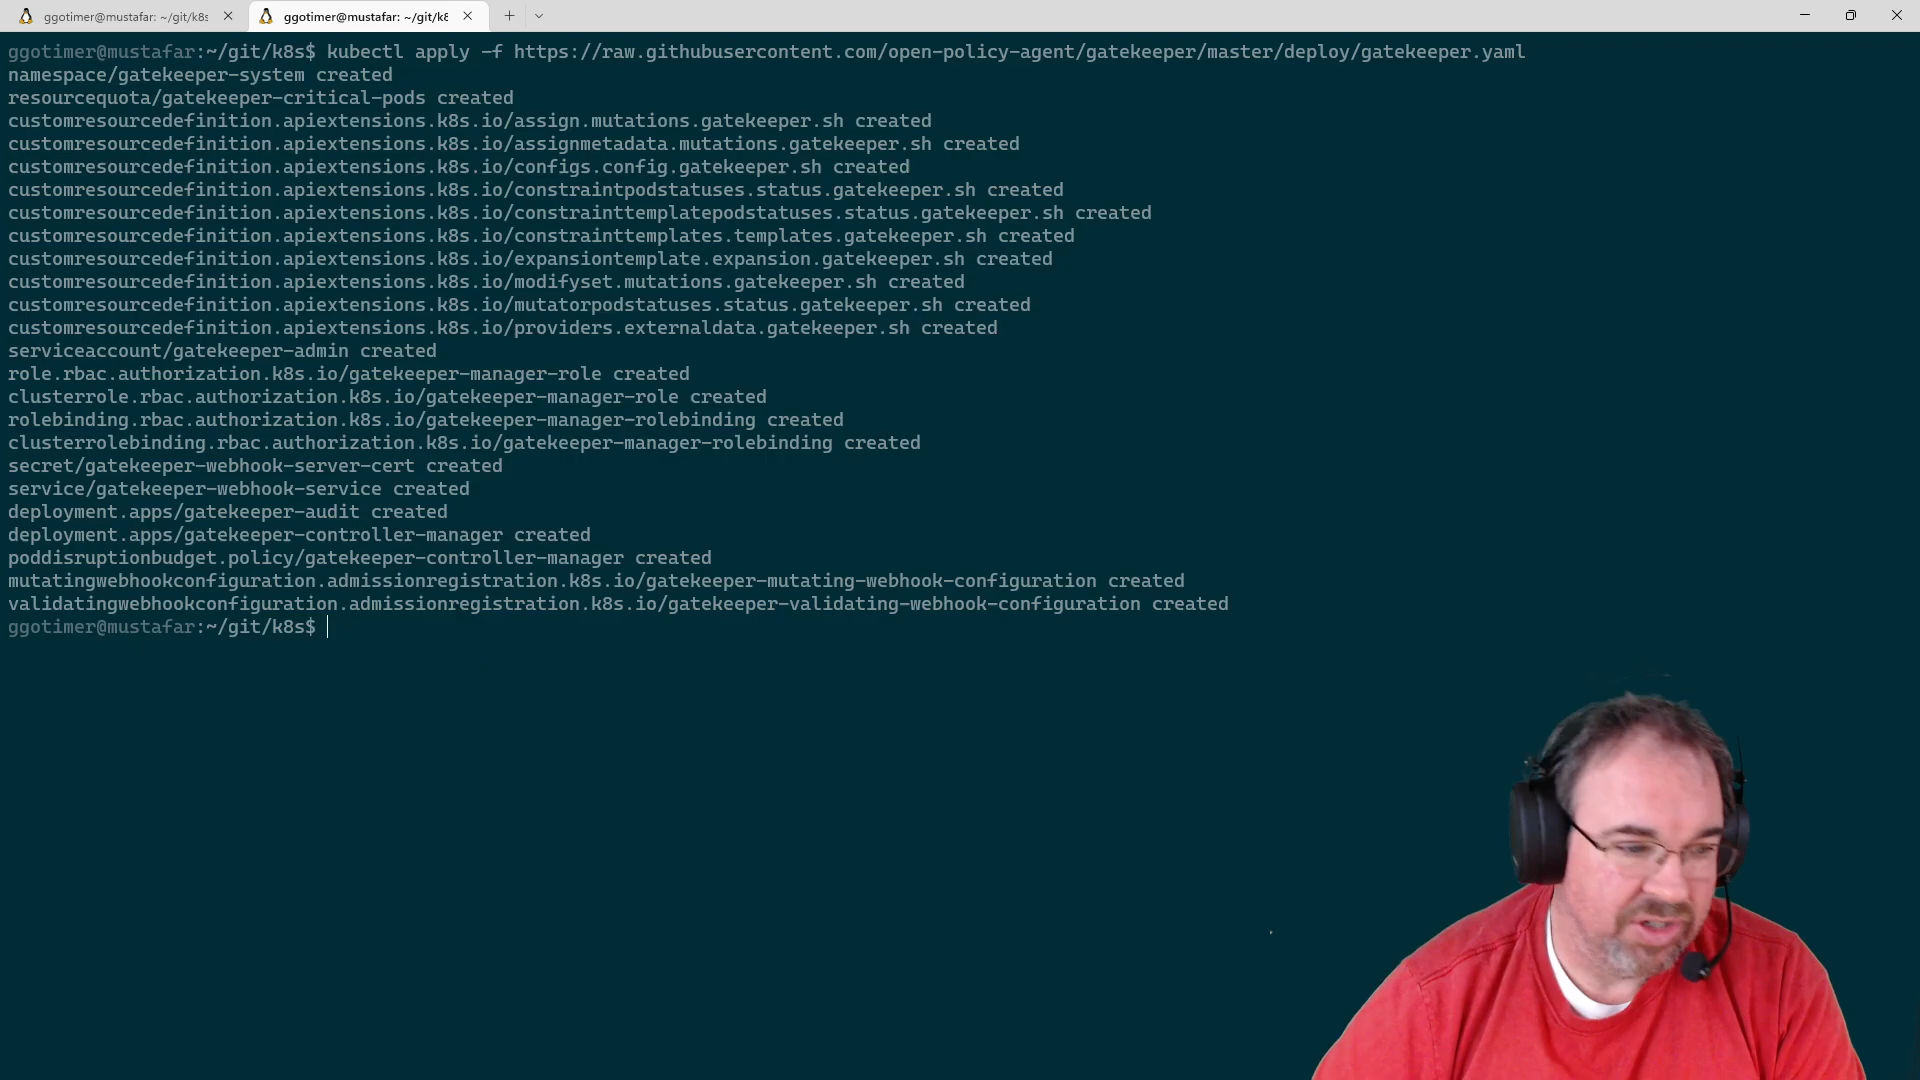 ggotimer@mustafar: ~/git/k8s
ggotimer@mustafar: ~/git/k8
ggotimer@mustafar:~/git/k8s$ kubectl apply -f https://raw.githubusercontent.com/open-policy-agent/gatekeeper/master/deploy/gatekeeper.yaml
namespace/gatekeeper-system created
resourcequota/gatekeeper-critical-pods created
customresourcedefinition.apiextensions.k8s.io/assign.mutations.gatekeeper.sh created
customresourcedefinition.apiextensions.k8s.io/assignmetadata.mutations.gatekeeper.sh created
customresourcedefinition.apiextensions.k8s.io/configs.config.gatekeeper.sh created
customresourcedefinition.apiextensions.k8s.io/constraintpodstatuses.status.gatekeeper.sh created
customresourcedefinition.apiextensions.k8s.io/constrainttemplatepodstatuses.status.gatekeeper.sh created
customresourcedefinition.apiextensions.k8s.io/constrainttemplates.templates.gatekeeper.sh created
customresourcedefinition.apiextensions.k8s.io/expansiontemplate.expansion.gatekeeper.sh created
customresourcedefinition.apiextensions.k8s.io/modifyset.mutations.gatekeeper.sh created
customresourcedefinition.apiextensions.k8s.io/mutatorpodstatuses.status.gatekeeper.sh created
customresourcedefinition.apiextensions.k8s.io/providers.externaldata.gatekeeper.sh created
serviceaccount/gatekeeper-admin created
role.rbac.authorization.k8s.io/gatekeeper-manager-role created
clusterrole.rbac.authorization.k8s.io/gatekeeper-manager-role created
rolebinding.rbac.authorization.k8s.io/gatekeeper-manager-rolebinding created
clusterrolebinding.rbac.authorization.k8s.io/gatekeeper-manager-rolebinding created
secret/gatekeeper-webhook-server-cert created
service/gatekeeper-webhook-service created
deployment.apps/gatekeeper-audit created
deployment.apps/gatekeeper-controller-manager created
poddisruptionbudget.policy/gatekeeper-controller-manager created
mutatingwebhookconfiguration.admissionregistration.k8s.io/gatekeeper-mutating-webhook-configuration created
validatingwebhookconfiguration.admissionregistration.k8s.io/gatekeeper-validating-webhook-configuration created
ggotimer@mustafar:~/git/k8s$